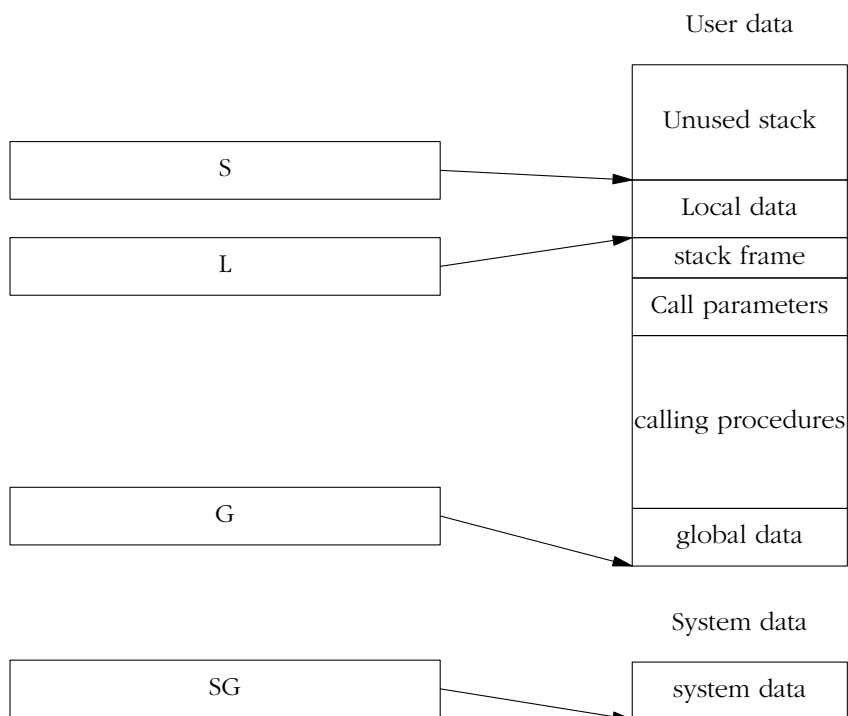 User data
Unused stack
S
Local data
L
stack frame
Call parameters
calling procedures
G
global data
System data
SG
system data